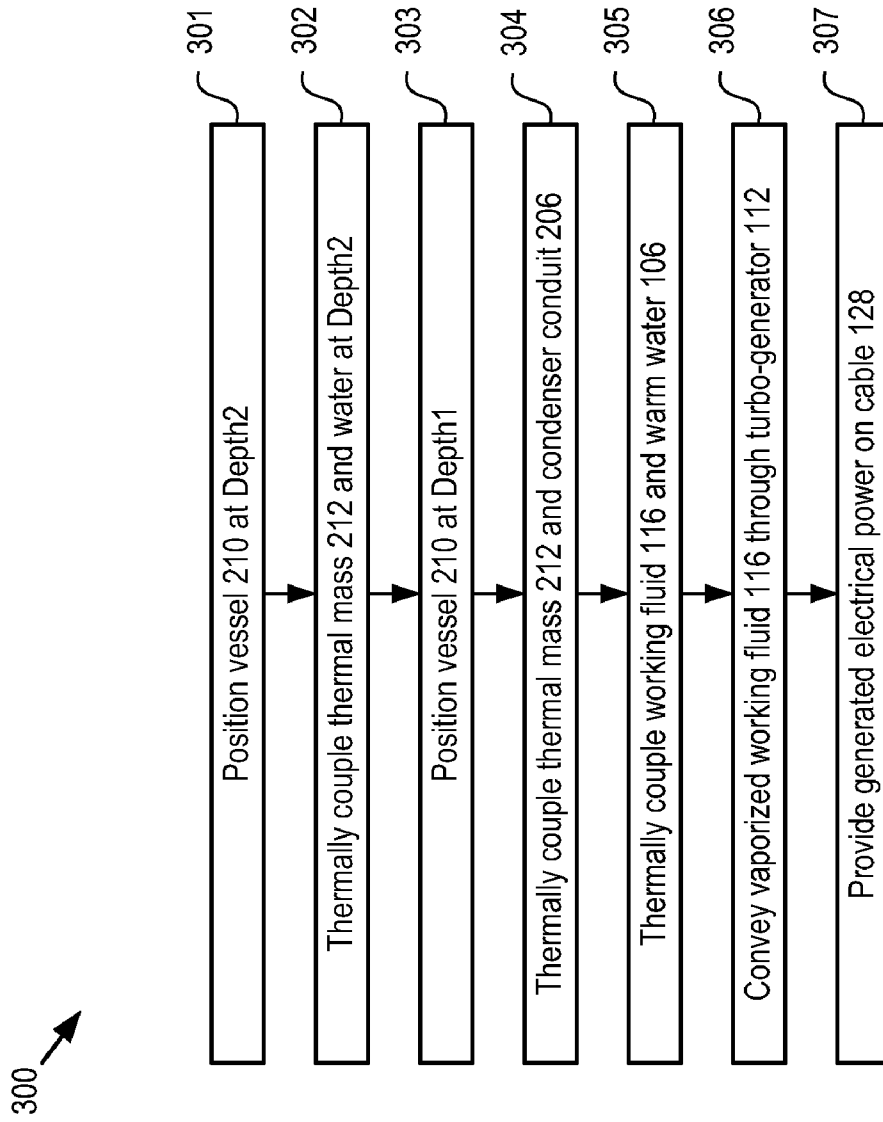 300
Position vessel 210 at Depth2
301
Thermally couple thermal mass 212 and water at Depth2
302
Position vessel 210 at Depth1
303
Thermally couple thermal mass 212 and condenser conduit 206
304
Thermally couple working fluid 116 and warm water 106
305
Convey vaporized working fluid 116 through turbo-generator 112
306
Provide generated electrical power on cable 128
307